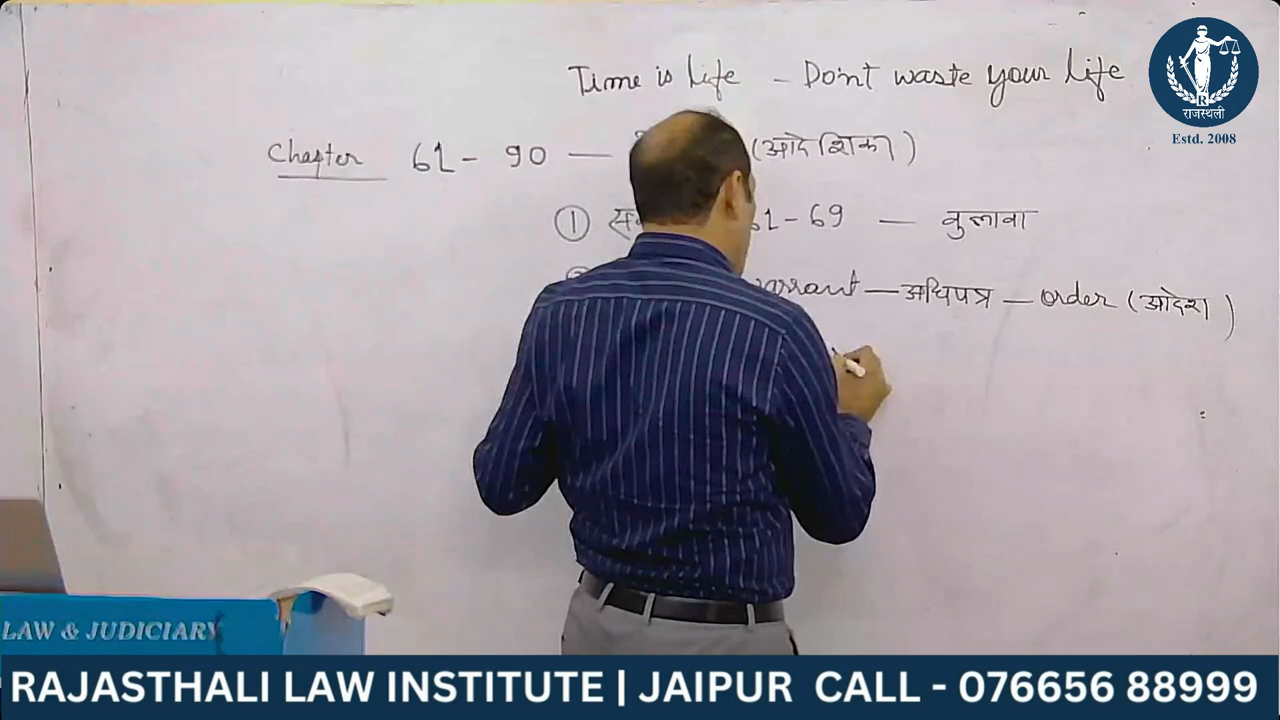 Time is life - Don't waste your life
राजस्थली
Estd. 2008
Chapter 61 - 90 — (आदेशिका)
① 61-69 — बुलावा
warrant — अधिपत्र — order (आदेश)
LAW & JUDICIARY
RAJASTHALI LAW INSTITUTE | JAIPUR CALL - 076656 88999